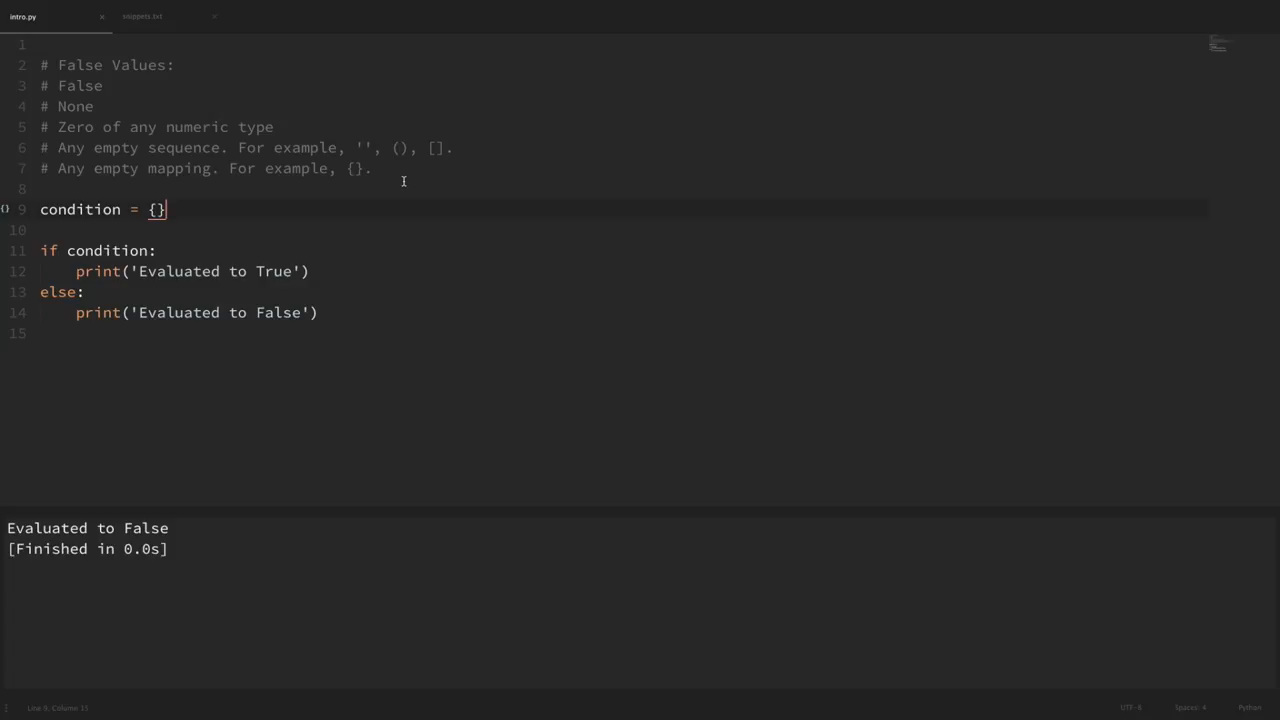 intro.py × snippets.txt ×
1
2 # False Values:
3 # False
4 # None
5 # Zero of any numeric type
6 # Any empty sequence. For example, '', (), [].
7 # Any empty mapping. For example, {}.
8
{} 9 condition = {}
10
11 if condition:
12 print('Evaluated to True')
13 else:
14 print('Evaluated to False')
15
Evaluated to False
[Finished in 0.0s]
Line 9, Column 15 UTF-8 Spaces: 4 Python